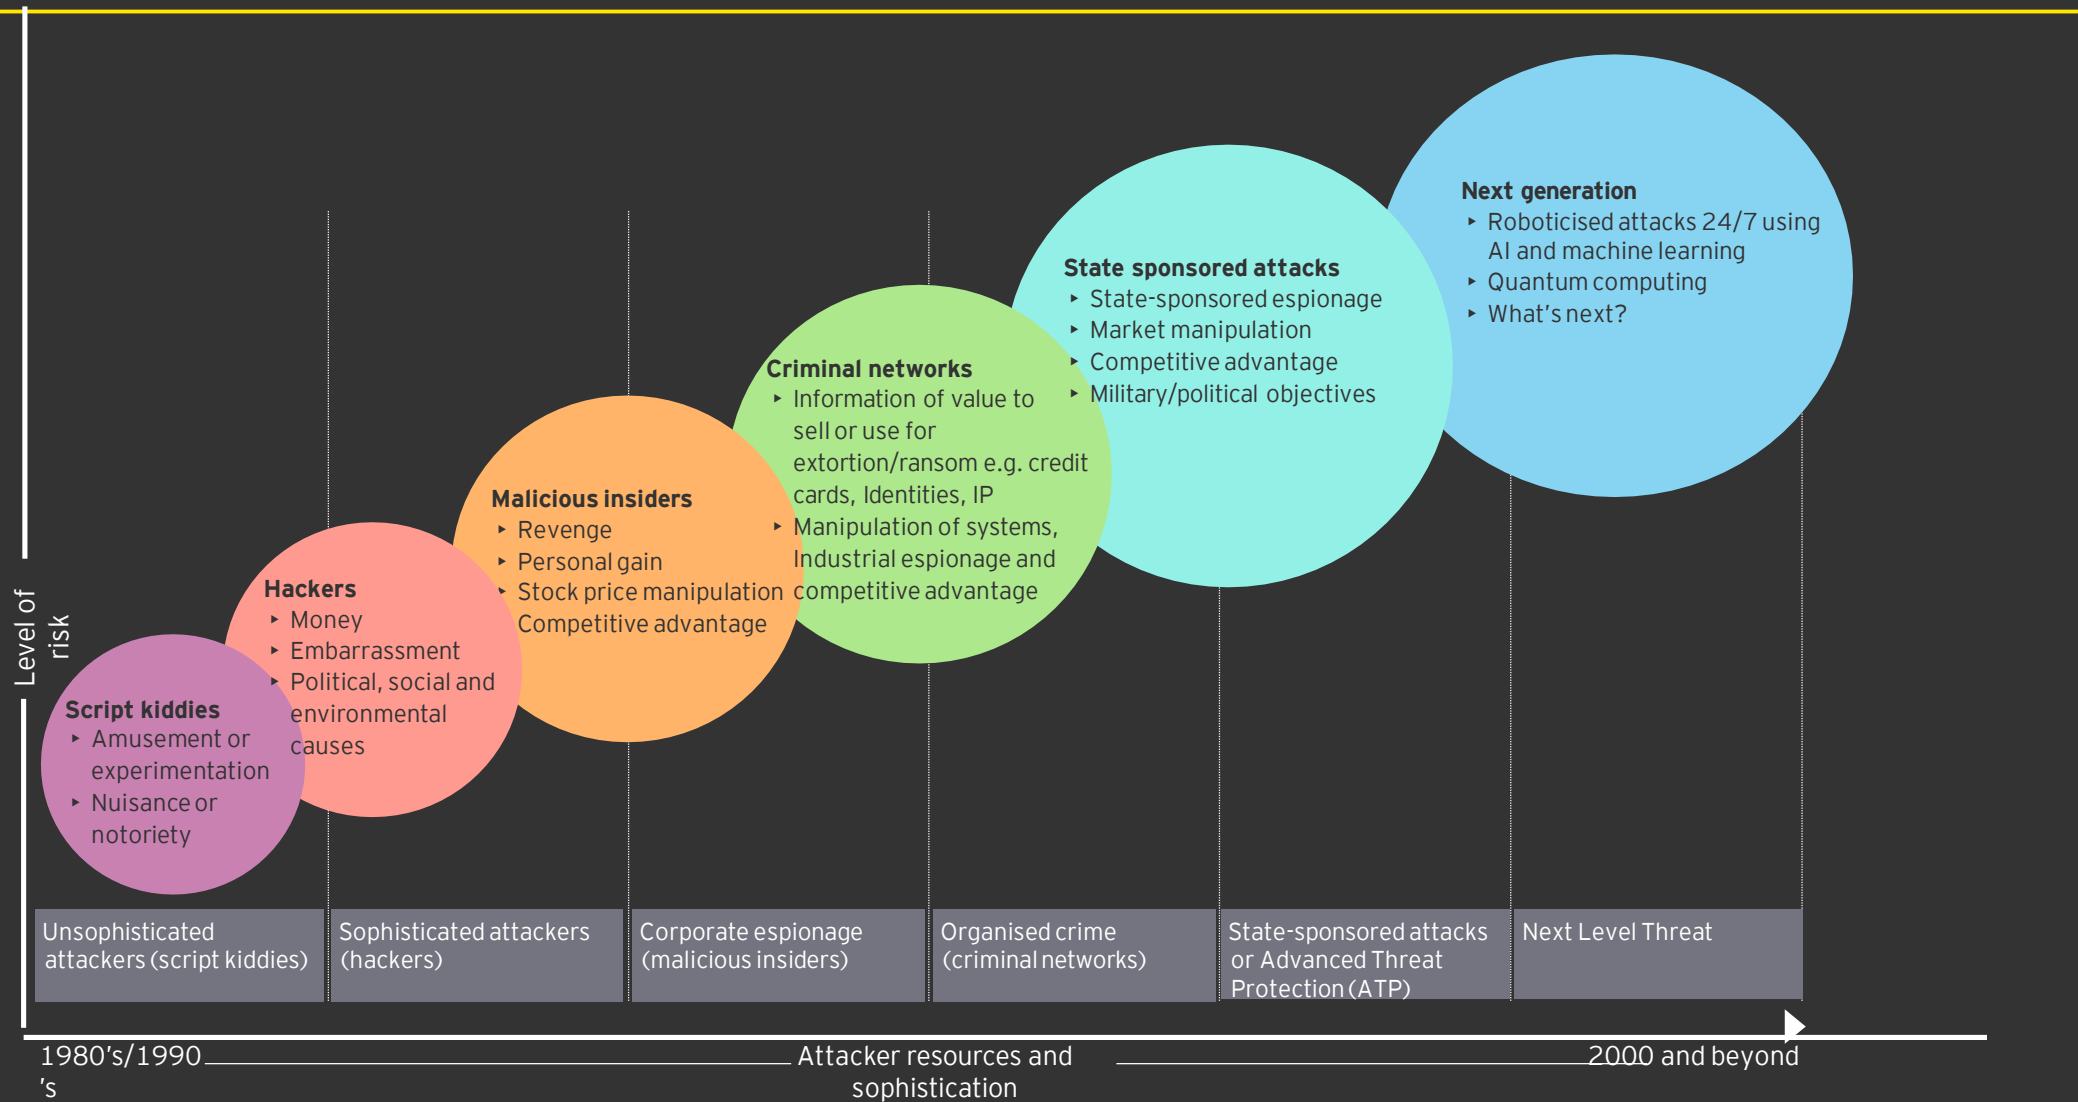 Next generation
‣ Roboticised attacks 24/7 using
AI and machine learning
‣ Quantum computing
‣ What's next?
State sponsored attacks
‣ State-sponsored espionage
‣ Market manipulation
‣ Competitive advantage
‣ Military/political objectives
Criminal networks
‣ Information of value to
sell or use for
extortion/ransom e.g. credit
cards, Identities, IP
‣ Manipulation of systems,
Industrial espionage and
competitive advantage
Malicious insiders
‣ Revenge
‣ Personal gain
‣ Stock price manipulation
Competitive advantage
Hackers
‣ Money
‣ Embarrassment
‣ Political, social and
environmental
causes
Script kiddies
‣ Amusement or
experimentation
‣ Nuisance or
notoriety
Level of
risk
Unsophisticated
attackers (script kiddies)
Sophisticated attackers
(hackers)
Corporate espionage
(malicious insiders)
Organised crime
(criminal networks)
State-sponsored attacks
or Advanced Threat
Protection (ATP)
Next Level Threat
1980's/1990
's
Attacker resources and
sophistication
2000 and beyond